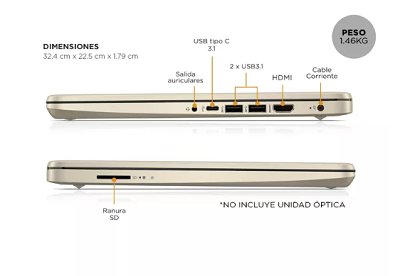 DIMENSIONES
32.4 cm x 22.5 cm x 1.79 cm
PESO
1.46KG
USB tipo C
3.1
Salida
auriculares
2 x USB3.1
HDMI
Cable
Corriente
Ranura
SD
*NO INCLUYE UNIDAD ÓPTICA